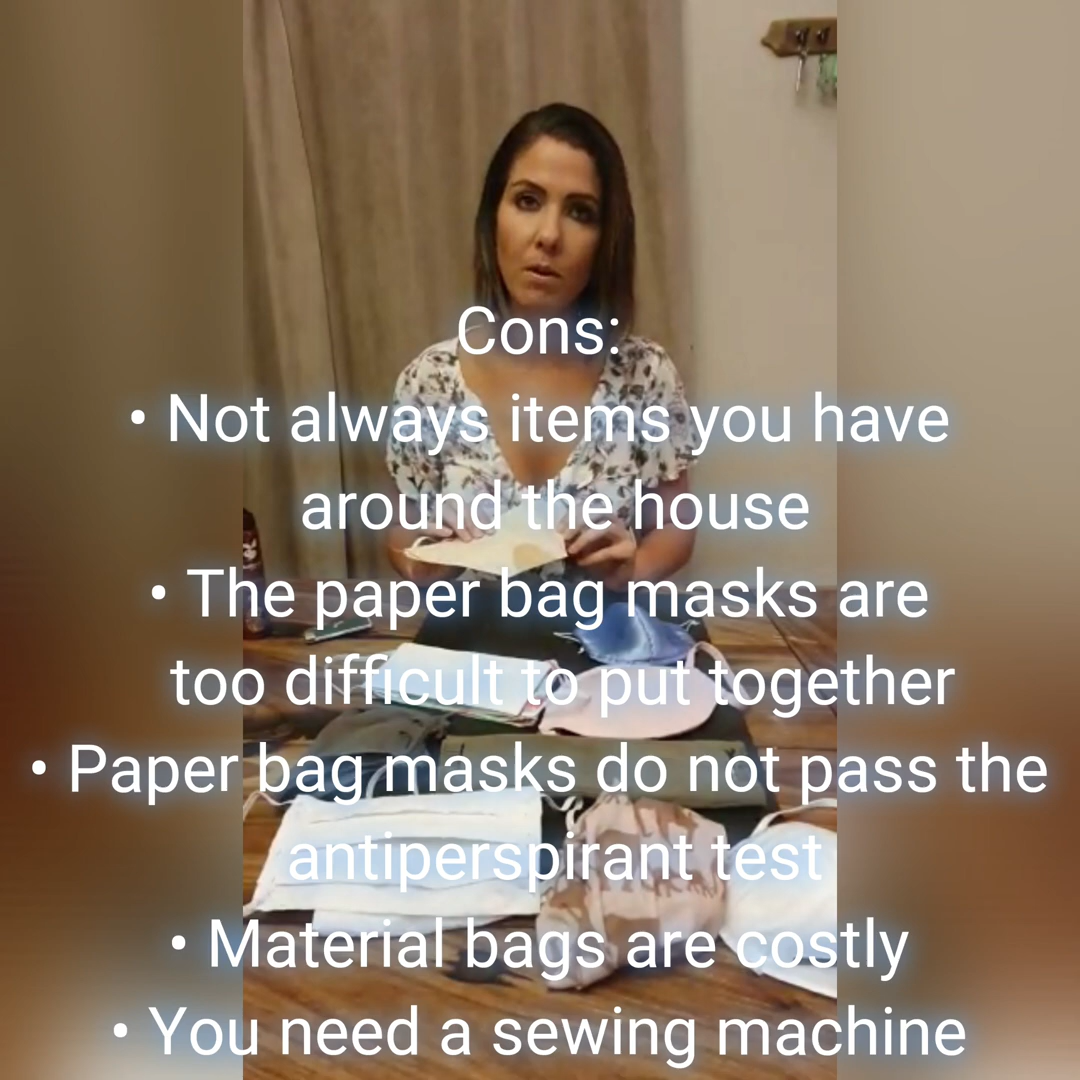 Cons:
• Not always items you have
around the house
• The paper bag masks are
too difficult to put together
• Paper bag masks do not pass the
antiperspirant test
• Material bags are costly
• You need a sewing machine